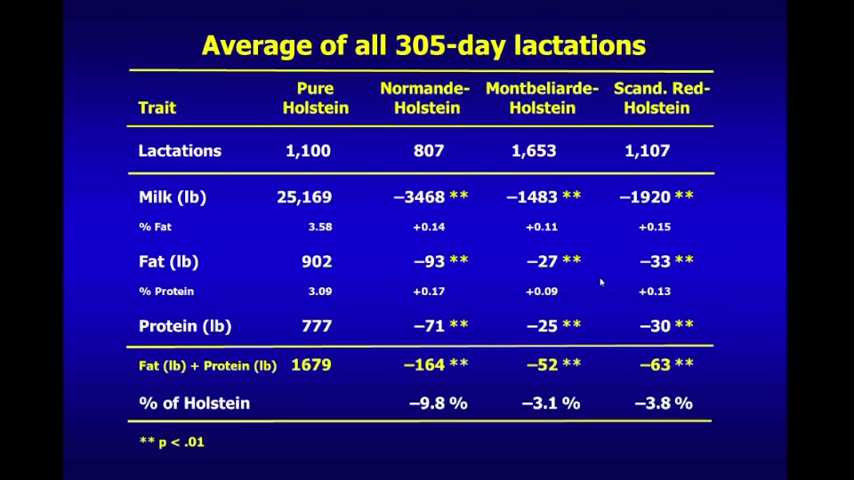 Average of all 305-day lactations
Trait Pure Holstein Normande-Holstein Montbeliarde-Holstein Scand. Red-Holstein
Lactations 1,100 807 1,653 1,107
Milk (lb) 25,169 –3468 ** –1483 ** –1920 **
% Fat 3.58 +0.14 +0.11 +0.15
Fat (lb) 902 –93 ** –27 ** –33 **
% Protein 3.09 +0.17 +0.09 +0.13
Protein (lb) 777 –71 ** –25 ** –30 **
Fat (lb) + Protein (lb) 1679 –164 ** –52 ** –63 **
% of Holstein –9.8 % –3.1 % –3.8 %
** p < .01